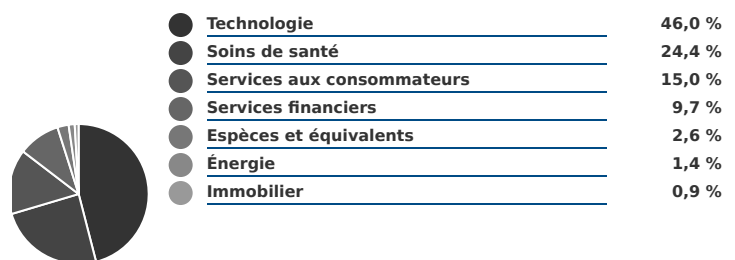 Technologie 46,0 %
Soins de santé 24,4 %
Services aux consommateurs 15,0 %
Services financiers 9,7 %
Espèces et équivalents 2,6 %
Énergie 1,4 %
Immobilier 0,9 %